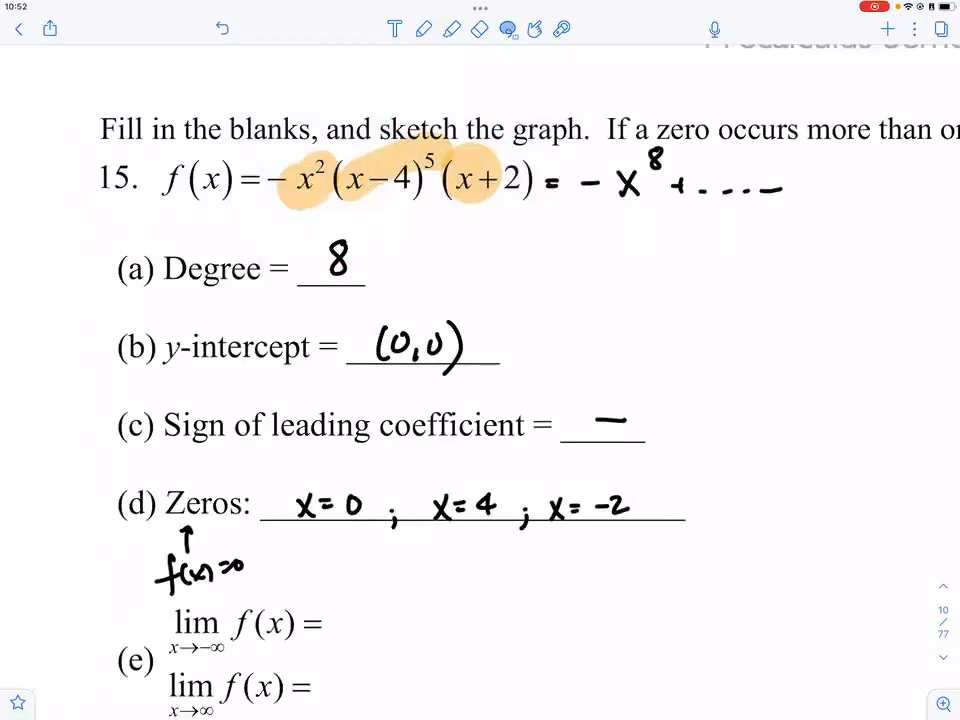 10:52
Fill in the blanks, and sketch the graph. If a zero occurs more than
15. f(x) = −x²(x−4)⁵(x+2) = −x⁸+....−
(a) Degree = 8
(b) y-intercept = (0,0)
(c) Sign of leading coefficient = −
(d) Zeros: x=0 ; x=4 ; x=−2
↑
f(x)=0
lim x→−∞ f(x) =
(e)
lim x→∞ f(x) =
10
/
77